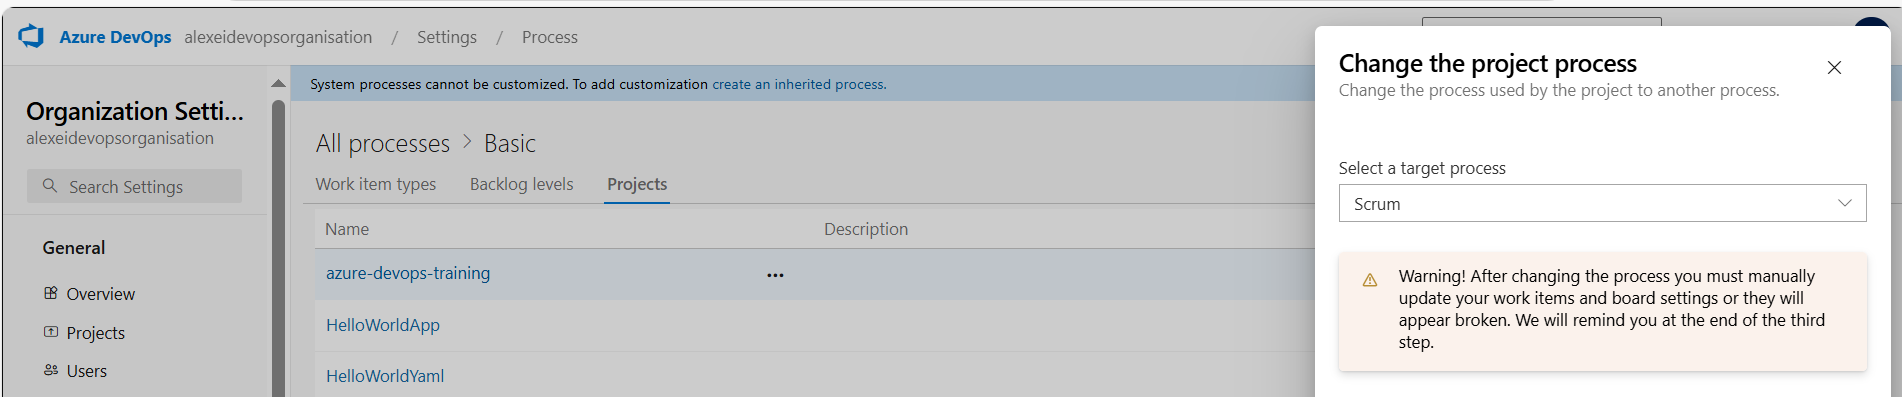 Azure DevOps alexeidevopsorganisation / Settings / Process
Organization Setti...
alexeidevopsorganisation
Search Settings
General
Overview
Projects
Users
System processes cannot be customized. To add customization create an inherited process.
All processes > Basic
Work item types Backlog levels Projects
Name Description
azure-devops-training ...
HelloWorldApp
HelloWorldYaml
Change the project process
Change the process used by the project to another process.
Select a target process
Scrum
Warning! After changing the process you must manually
update your work items and board settings or they will
appear broken. We will remind you at the end of the third
step.